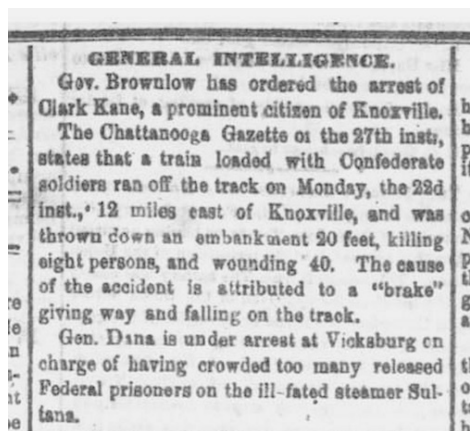 GENERAL INTELLIGENCE.
Gov. Brownlow has ordered the arrest of
Clark Kane, a prominent citizen of Knoxville.
The Chattanooga Gazette of the 27th inst,
states that a train loaded with Confederate
soldiers ran off the track on Monday, the 22d
inst., 12 miles east of Knoxville, and was
thrown down an embankment 20 feet, killing
eight persons, and wounding 40. The cause
of the accident is attributed to a "brake"
giving way and falling on the track.
Gen. Dana is under arrest at Vicksburg on
charge of having crowded too many released
Federal prisoners on the ill-fated steamer Sul-
tana.